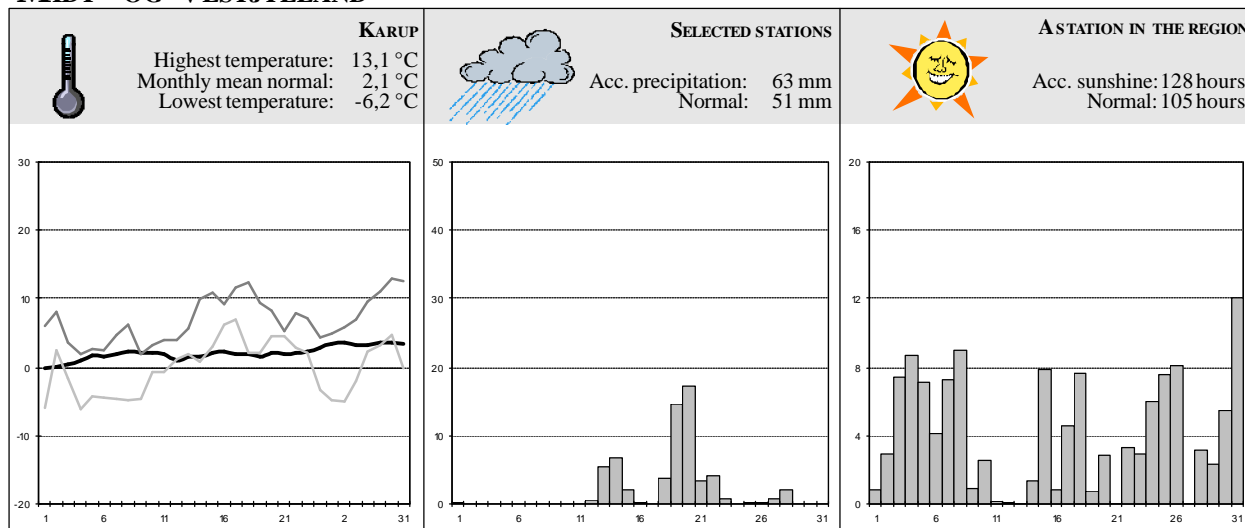 KARUP
Highest temperature: 13,1 °C
Monthly mean normal: 2,1 °C
Lowest temperature: -6,2 °C
SELECTED STATIONS
Acc. precipitation: 63 mm
Normal: 51 mm
A STATION IN THE REGION
Acc. sunshine: 128 hours
Normal: 105 hours
30
20
10
0
-10
-20
1 6 11 16 21 2 31
50
40
30
20
10
0
1 6 11 16 21 26 31
20
16
12
8
4
0
1 6 11 16 21 26 31